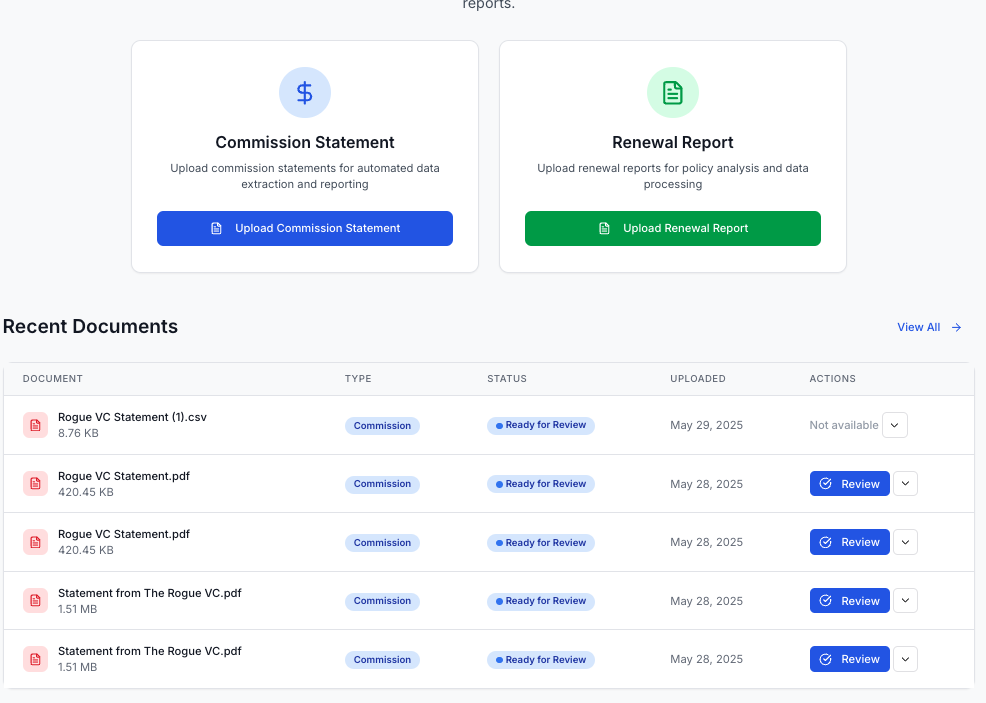 reports.
Commission Statement
Upload commission statements for automated data
extraction and reporting
Upload Commission Statement
Renewal Report
Upload renewal reports for policy analysis and data
processing
Upload Renewal Report
Recent Documents
View All
DOCUMENT TYPE STATUS UPLOADED ACTIONS
Rogue VC Statement (1).csv
8.76 KB
Commission Ready for Review May 29, 2025 Not available
Rogue VC Statement.pdf
420.45 KB
Commission Ready for Review May 28, 2025 Review
Rogue VC Statement.pdf
420.45 KB
Commission Ready for Review May 28, 2025 Review
Statement from The Rogue VC.pdf
1.51 MB
Commission Ready for Review May 28, 2025 Review
Statement from The Rogue VC.pdf
1.51 MB
Commission Ready for Review May 28, 2025 Review